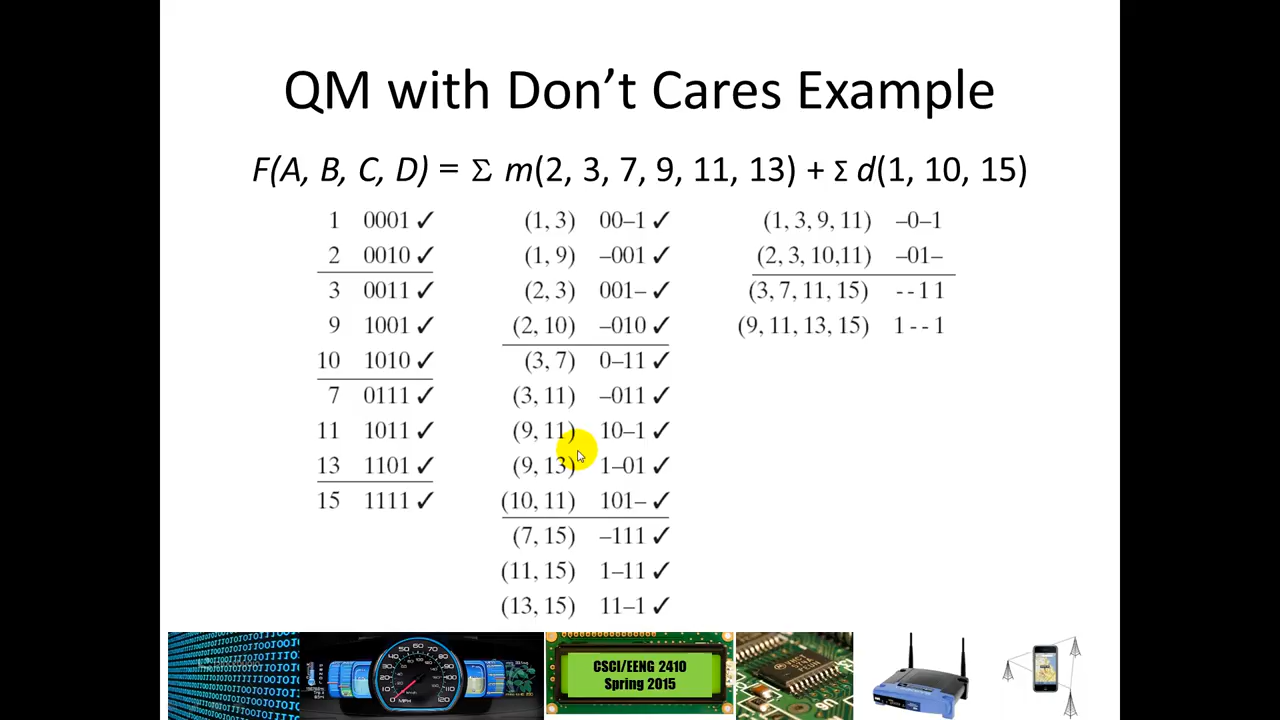 QM with Don’t Cares Example
F(A, B, C, D) = Σ m(2, 3, 7, 9, 11, 13) + Σ d(1, 10, 15)
1 0001 ✓ (1, 3) 00–1 ✓ (1, 3, 9, 11) –0–1
2 0010 ✓ (1, 9) –001 ✓ (2, 3, 10,11) –01–
3 0011 ✓ (2, 3) 001– ✓ (3, 7, 11, 15) - - 1 1
9 1001 ✓ (2, 10) –010 ✓ (9, 11, 13, 15) 1 - - 1
10 1010 ✓ (3, 7) 0–11 ✓
7 0111 ✓ (3, 11) –011 ✓
11 1011 ✓ (9, 11) 10–1 ✓
13 1101 ✓ (9, 13) 1–01 ✓
15 1111 ✓ (10, 11) 101– ✓
(7, 15) –111 ✓
(11, 15) 1–11 ✓
(13, 15) 11–1 ✓
CSCI/EENG 2410
Spring 2015